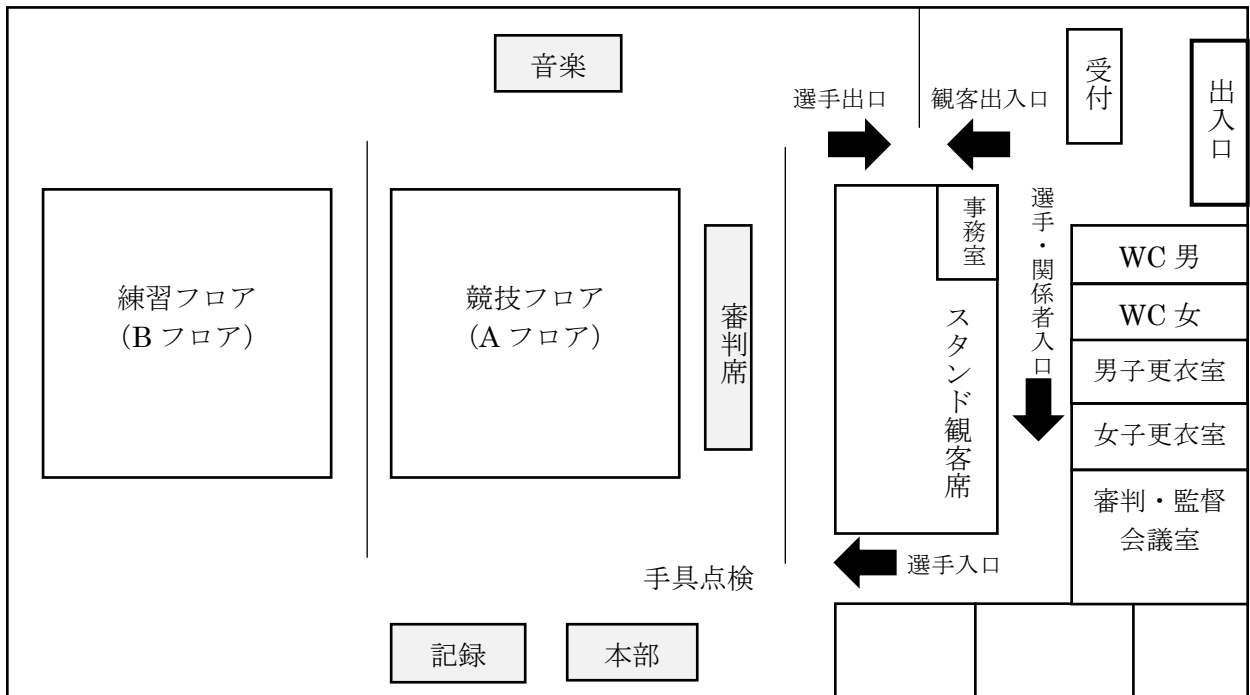 音楽
選手出口
観客出入口
受付
出入口
練習フロア
(B フロア)
競技フロア
(A フロア)
審判席
事務室
スタンド観客席
選手・関係者入口
WC 男
WC 女
男子更衣室
女子更衣室
審判・監督
会議室
選手入口
手具点検
記録
本部